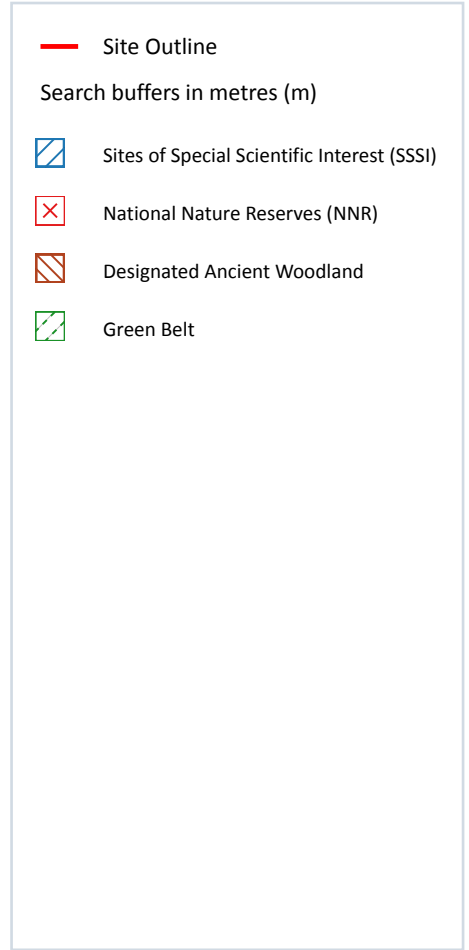 Site Outline
Search buffers in metres (m)
Sites of Special Scientific Interest (SSSI)
National Nature Reserves (NNR)
Designated Ancient Woodland
Green Belt